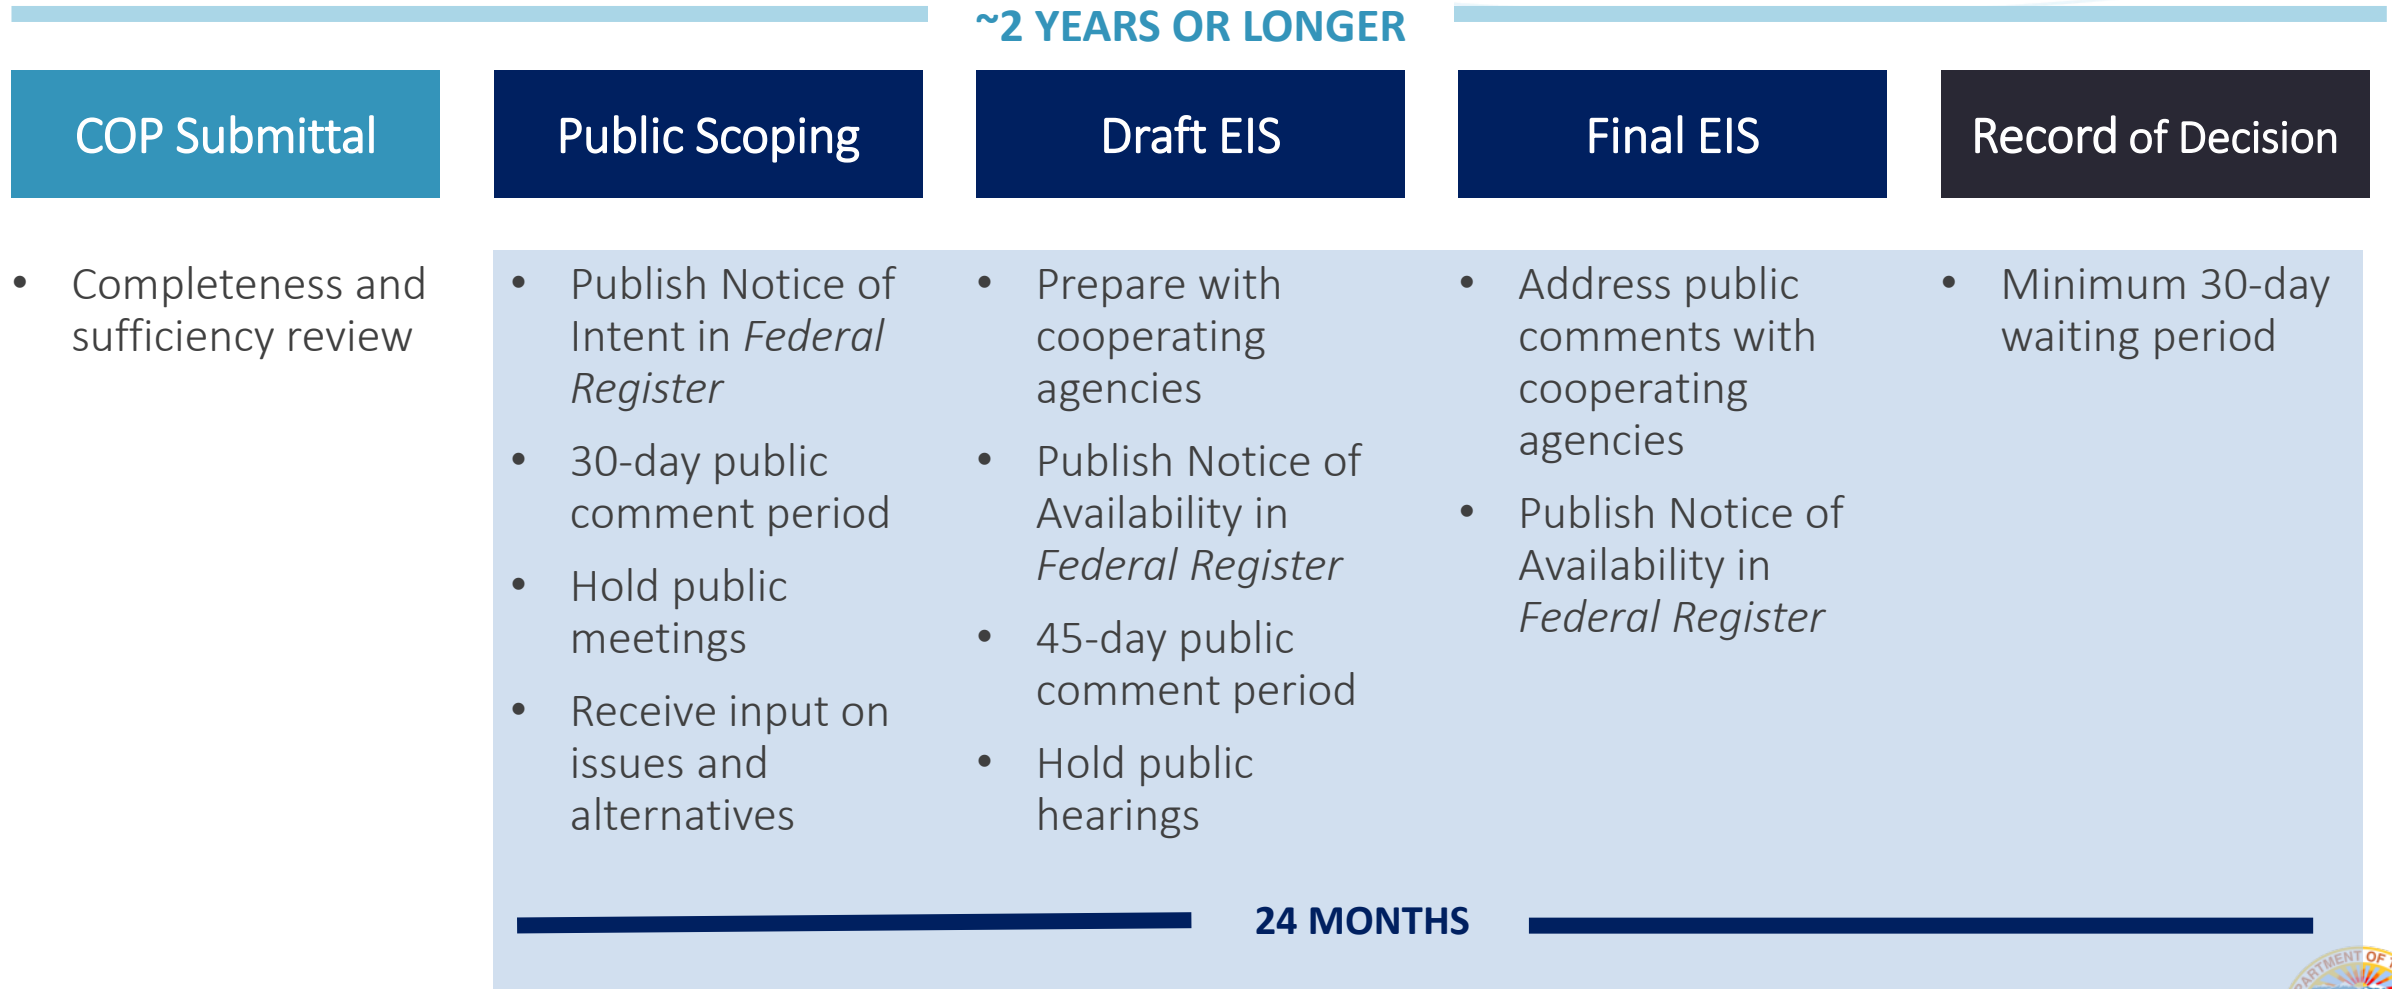 ~2 YEARS OR LONGER
COP Submittal
Public Scoping
Draft EIS
Final EIS
Record of Decision
• Completeness and
sufficiency review
• Publish Notice of
Intent in Federal
Register
• 30-day public
comment period
• Hold public
meetings
• Receive input on
issues and
alternatives
• Prepare with
cooperating
agencies
• Publish Notice of
Availability in
Federal Register
• 45-day public
comment period
• Hold public
hearings
• Address public
comments with
cooperating
agencies
• Publish Notice of
Availability in
Federal Register
• Minimum 30-day
waiting period
24 MONTHS
OF